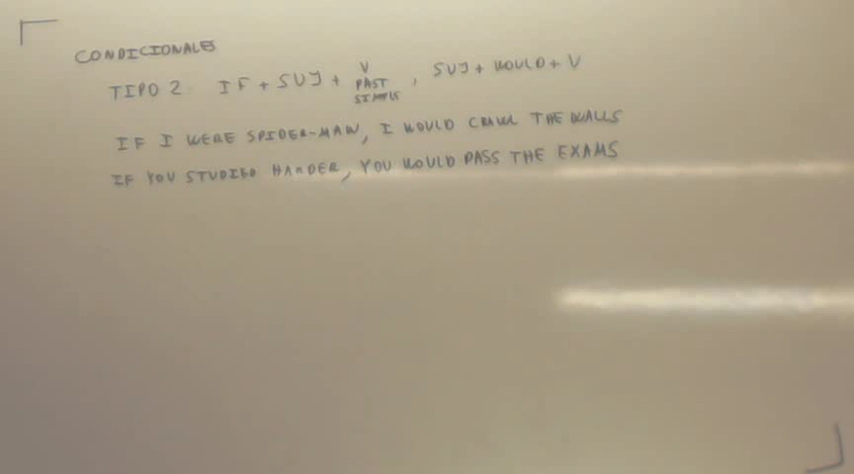 CONDICIONALES
TIPO 2 IF + SUJ + V PAST SIMPLE, SUJ + WOULD + V
IF I WERE SPIDER-MAN, I WOULD CRAWL THE WALLS
IF YOU STUDIED HARDER, YOU WOULD PASS THE EXAMS